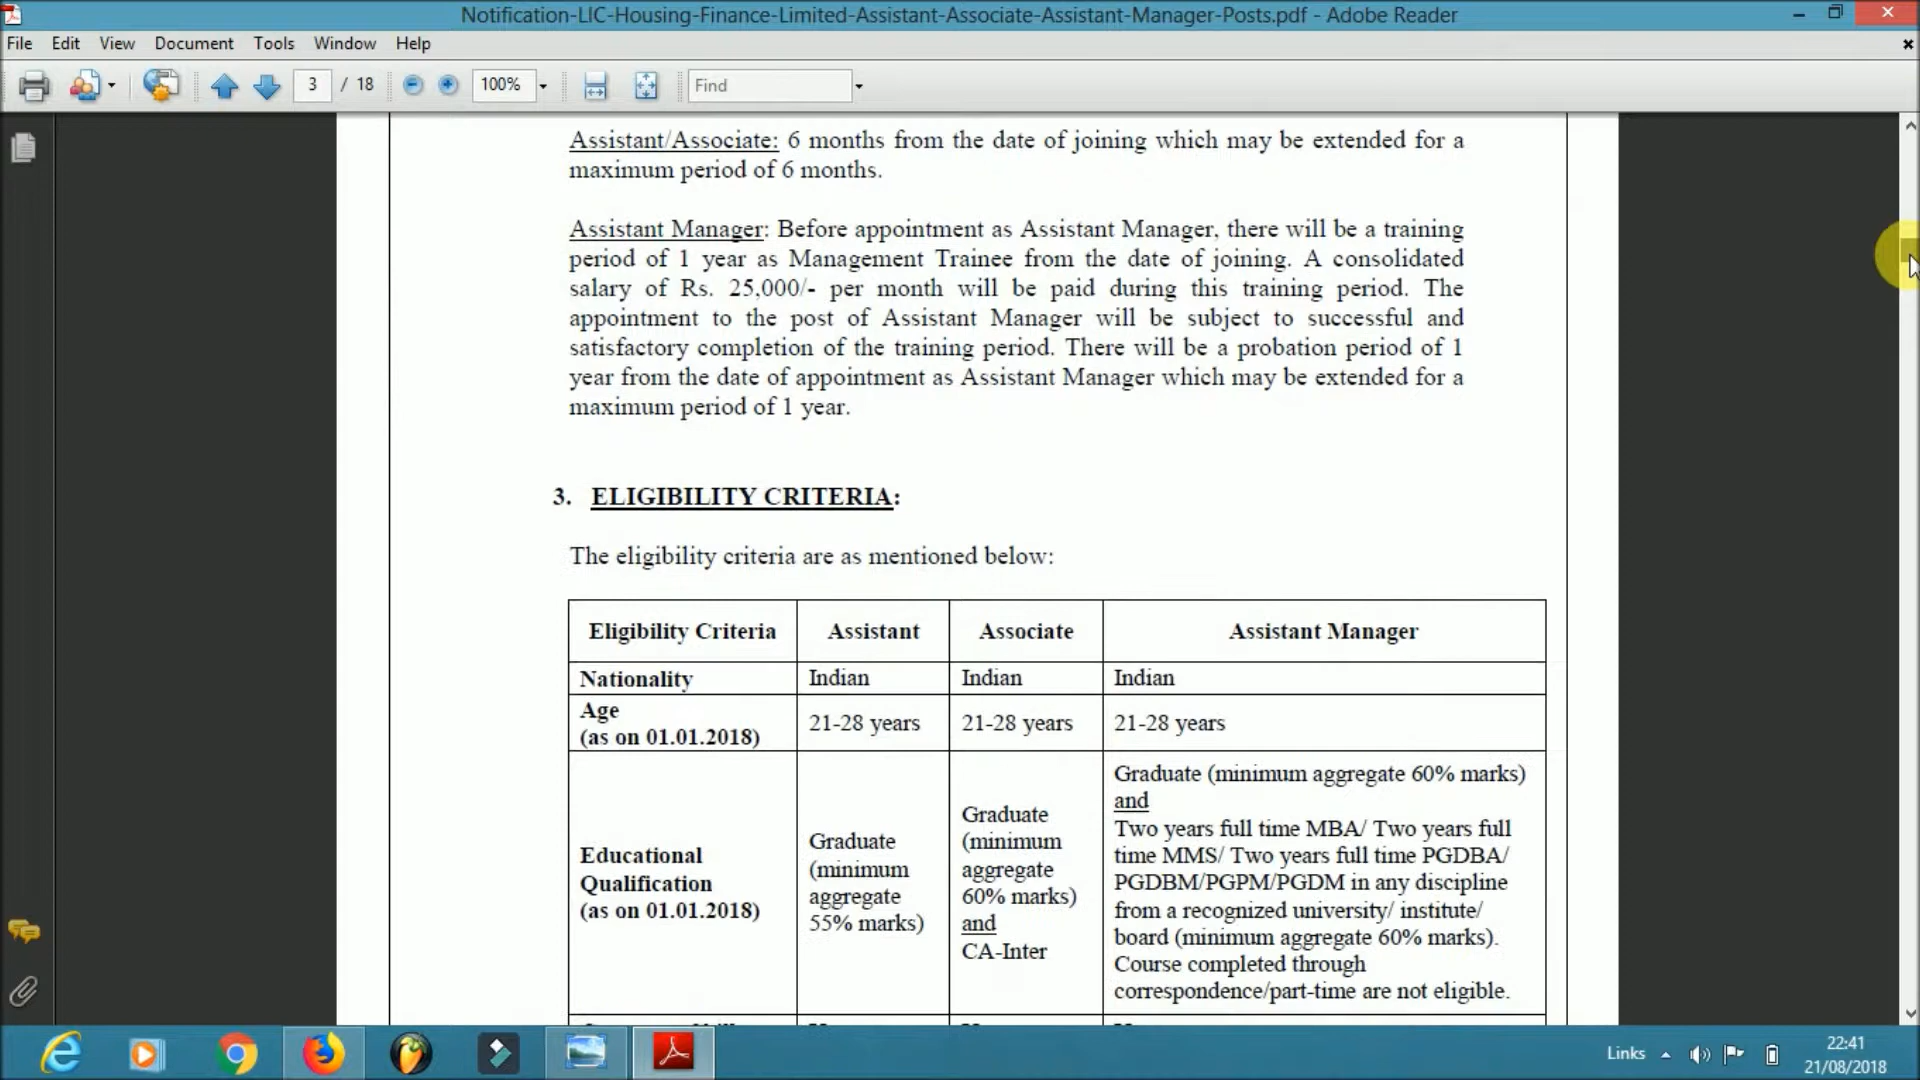 Notification-LIC-Housing-Finance-Limited-Assistant-Associate-Assistant-Manager-Posts.pdf - Adobe Reader
File Edit View Document Tools Window Help
3 / 18 100% Find
Assistant/Associate: 6 months from the date of joining which may be extended for a
maximum period of 6 months.
Assistant Manager: Before appointment as Assistant Manager, there will be a training
period of 1 year as Management Trainee from the date of joining. A consolidated
salary of Rs. 25,000/- per month will be paid during this training period. The
appointment to the post of Assistant Manager will be subject to successful and
satisfactory completion of the training period. There will be a probation period of 1
year from the date of appointment as Assistant Manager which may be extended for a
maximum period of 1 year.
3. ELIGIBILITY CRITERIA:
The eligibility criteria are as mentioned below:
Eligibility Criteria Assistant Associate Assistant Manager
Nationality Indian Indian Indian
Age
(as on 01.01.2018)
21-28 years 21-28 years 21-28 years
Educational
Qualification
(as on 01.01.2018)
Graduate
(minimum
aggregate
55% marks)
Graduate
(minimum
aggregate
60% marks)
and
CA-Inter
Graduate (minimum aggregate 60% marks)
and
Two years full time MBA/ Two years full
time MMS/ Two years full time PGDBA/
PGDBM/PGPM/PGDM in any discipline
from a recognized university/ institute/
board (minimum aggregate 60% marks).
Course completed through
correspondence/part-time are not eligible.
Links
22:41
21/08/2018